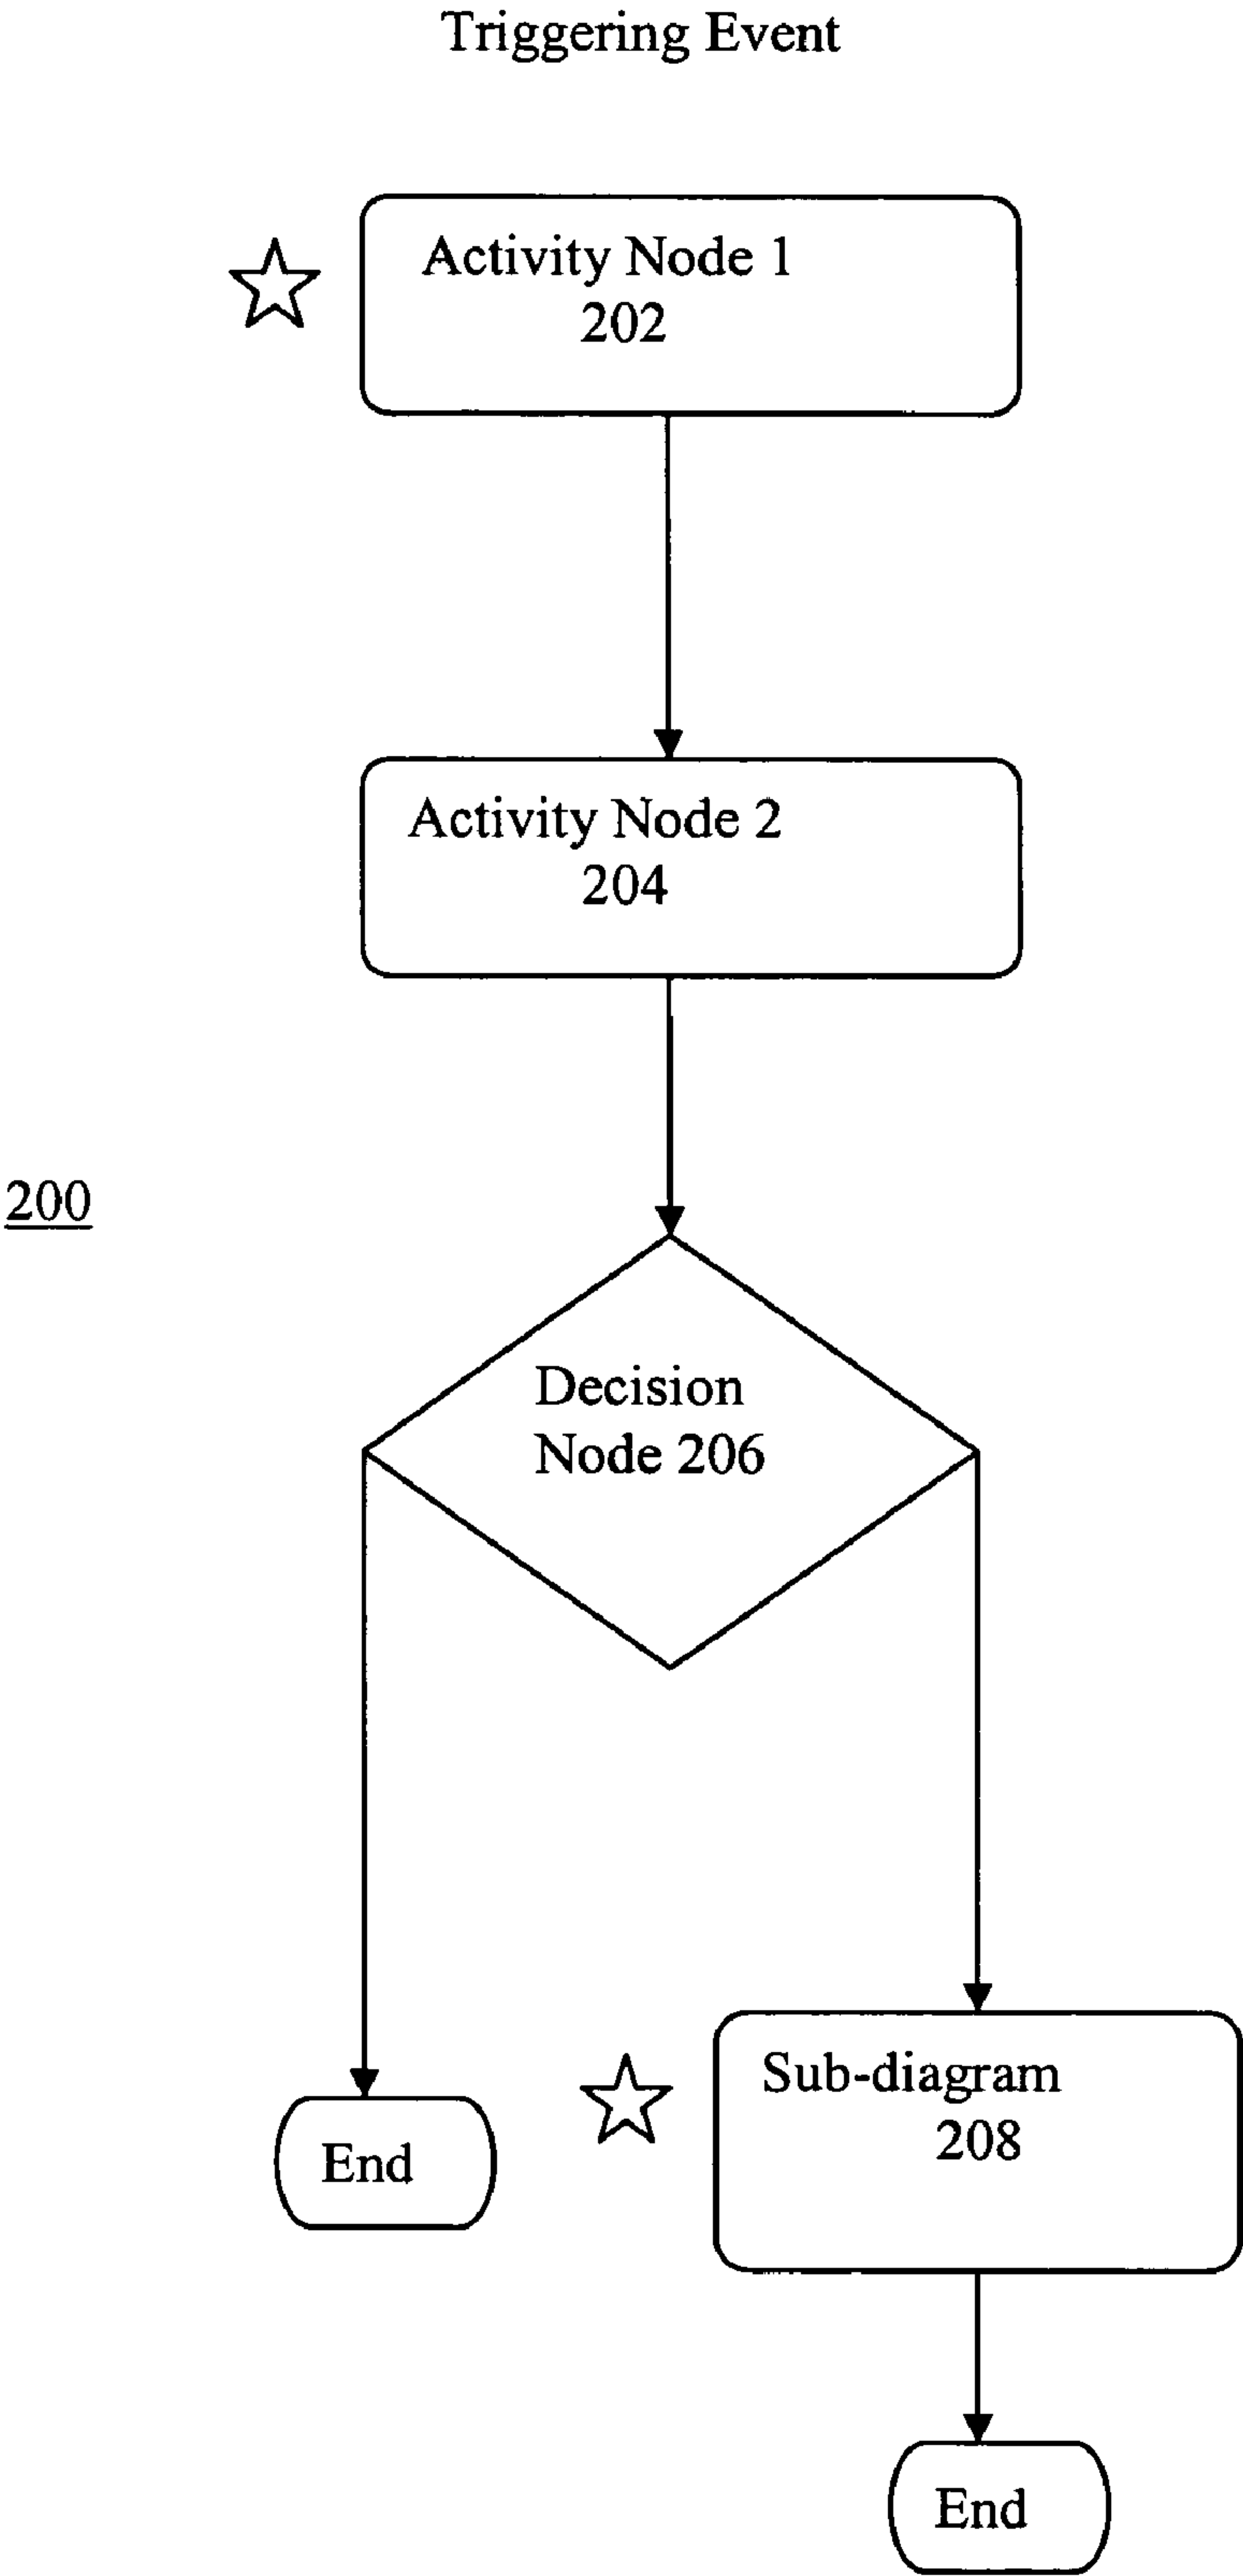 Triggering Event
Activity Node 1
202
Activity Node 2
204
200
Decision
Node 206
Sub-diagram
208
End
End